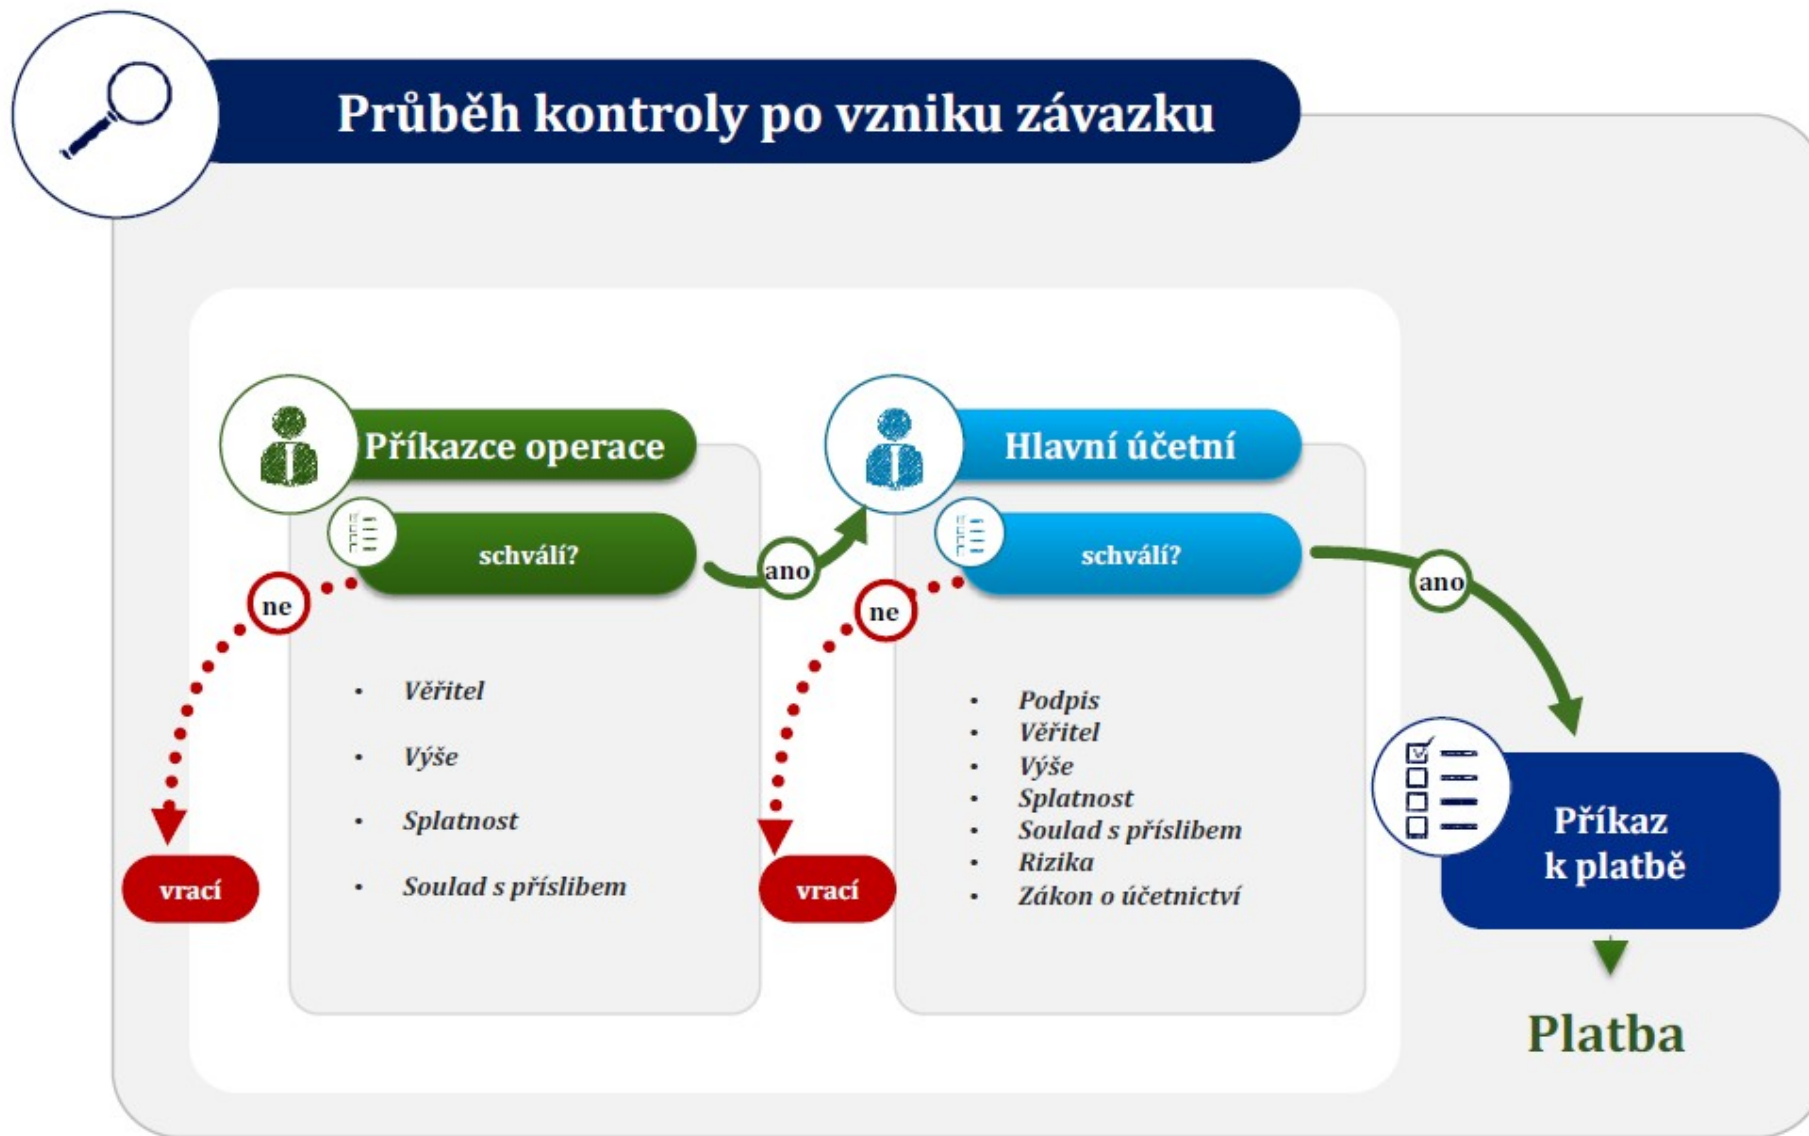 Průběh kontroly po vzniku závazku
Příkazce operace
schválí?
ne
ano
• Věřitel
• Výše
• Splatnost
• Soulad s příslibem
vrací
Hlavní účetní
schválí?
ne
ano
• Podpis
• Věřitel
• Výše
• Splatnost
• Soulad s příslibem
• Rizika
• Zákon o účetnictví
vrací
Příkaz
k platbě
Platba